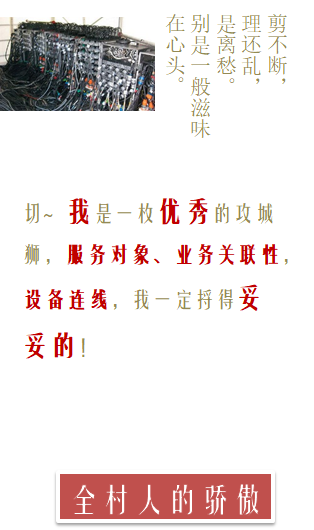 剪不断，
理还乱，
是离愁。
别是一般滋味
在心头。
切~ 我是一枚优秀的攻城
狮，服务对象、业务关联性，
设备连线，我一定捋得妥
妥的！
全村人的骄傲